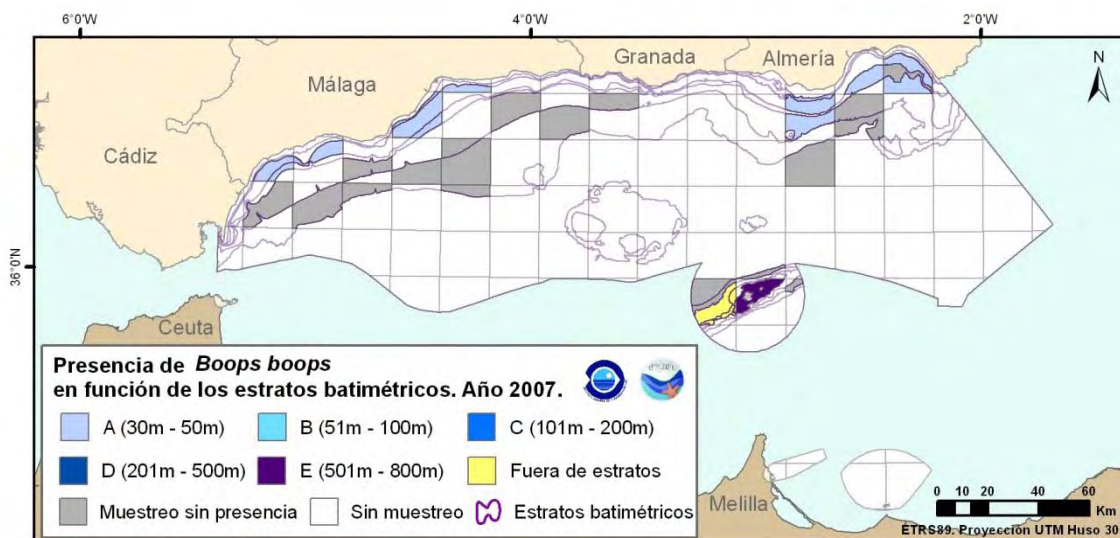 6°0'W
4°0'W
2°0'W
Granada
Almería
Málaga
N
Cádiz
36°0'N
Ceuta
Presencia de Boops boops
en función de los estratos batimétricos. Año 2007.
A (30m - 50m)
B (51m - 100m)
C (101m - 200m)
D (201m - 500m)
E (501m - 800m)
Fuera de estratos
Muestreo sin presencia
Sin muestreo
Estratos batimétricos
Melilla
0 10 20 40 60
Km
ETRS89. Proyección UTM Huso 30